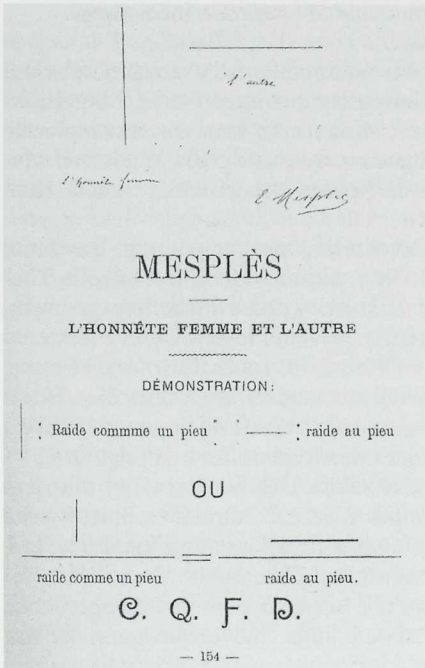 l'autre
l'honnête femme
E. Mesplès
MESPLÈS
L'HONNÊTE FEMME ET L'AUTRE
DÉMONSTRATION:
: Raide commme un pieu : — : raide au pieu
OU
raide comme un pieu = raide au pieu.
C. Q. F. D.
— 154 —